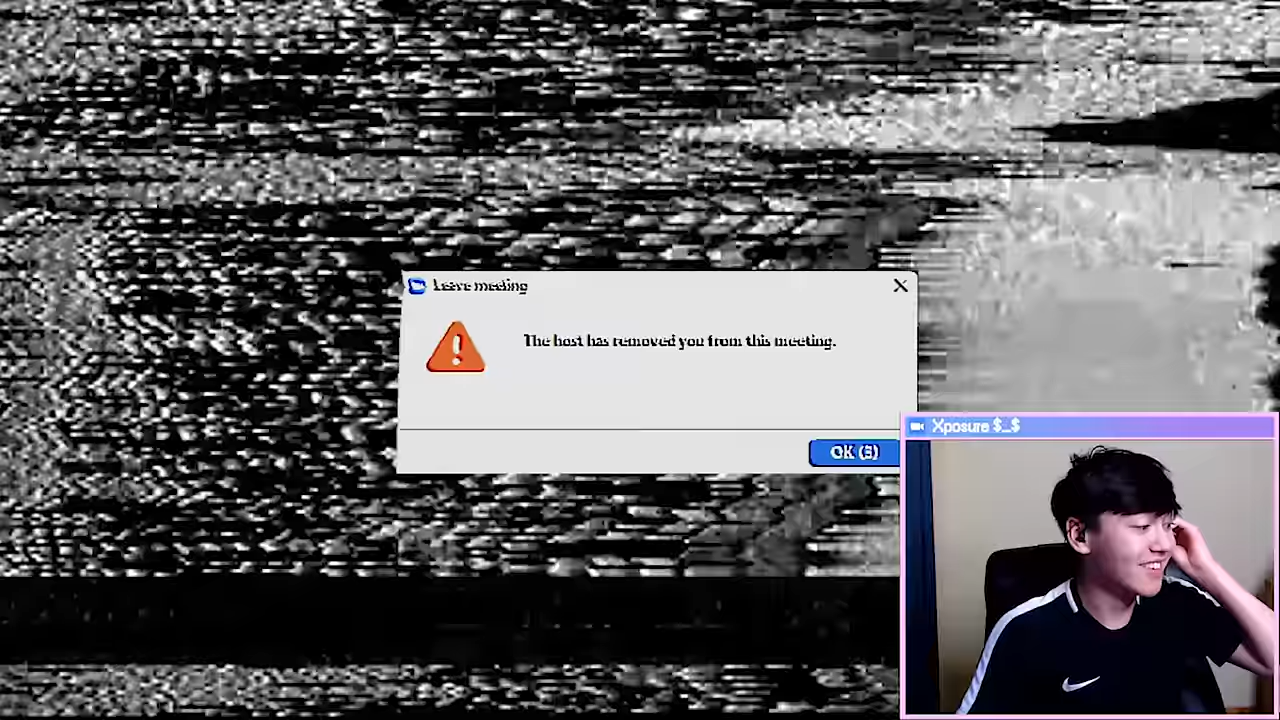 Leave meeting
The host has removed you from this meeting.
OK (3)
Xposure $_$